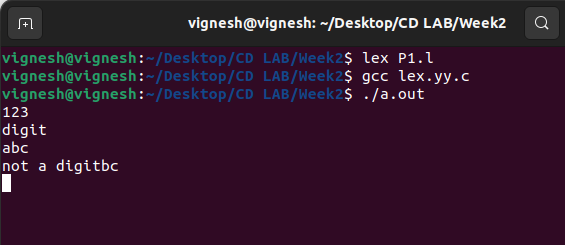 vignesh@vignesh: ~/Desktop/CD LAB/Week2
vignesh@vignesh:~/Desktop/CD LAB/Week2$ lex P1.l
vignesh@vignesh:~/Desktop/CD LAB/Week2$ gcc lex.yy.c
vignesh@vignesh:~/Desktop/CD LAB/Week2$ ./a.out
123
digit
abc
not a digitbc